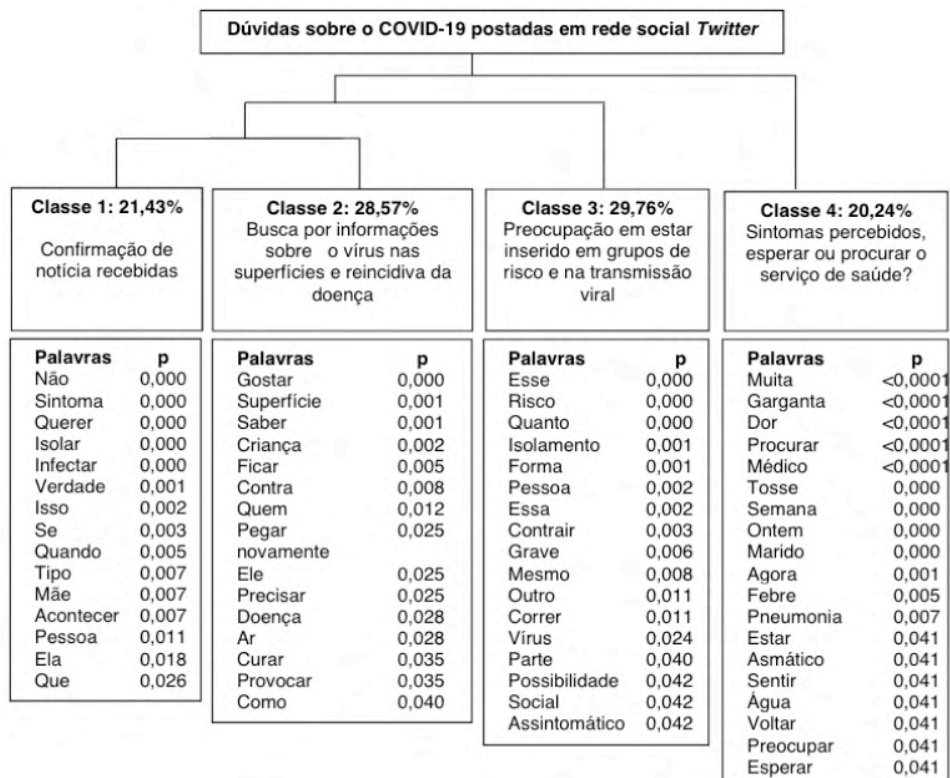 Dúvidas sobre o COVID-19 postadas em rede social Twitter
Classe 1: 21,43%
Confirmação de
notícia recebidas
Classe 2: 28,57%
Busca por informações
sobre o vírus nas
superfícies e reincidiva da
doença
Classe 3: 29,76%
Preocupação em estar
inserido em grupos de
risco e na transmissão
viral
Classe 4: 20,24%
Sintomas percebidos,
esperar ou procurar o
serviço de saúde?
Palavras p
Não 0,000
Sintoma 0,000
Querer 0,000
Isolar 0,000
Infectar 0,000
Verdade 0,001
Isso 0,002
Se 0,003
Quando 0,005
Tipo 0,007
Mãe 0,007
Acontecer 0,007
Pessoa 0,011
Ela 0,018
Que 0,026
Palavras p
Gostar 0,000
Superfície 0,001
Saber 0,001
Criança 0,002
Ficar 0,005
Contra 0,008
Quem 0,012
Pegar 0,025
novamente
Ele 0,025
Precisar 0,025
Doença 0,028
Ar 0,028
Curar 0,035
Provocar 0,035
Como 0,040
Palavras p
Esse 0,000
Risco 0,000
Quanto 0,000
Isolamento 0,001
Forma 0,001
Pessoa 0,002
Essa 0,002
Contrair 0,003
Grave 0,006
Mesmo 0,008
Outro 0,011
Correr 0,011
Vírus 0,024
Parte 0,040
Possibilidade 0,042
Social 0,042
Assintomático 0,042
Palavras p
Muita <0,0001
Garganta <0,0001
Dor <0,0001
Procurar <0,0001
Médico <0,0001
Tosse 0,000
Semana 0,000
Ontem 0,000
Marido 0,000
Agora 0,001
Febre 0,005
Pneumonia 0,007
Estar 0,041
Asmático 0,041
Sentir 0,041
Água 0,041
Voltar 0,041
Preocupar 0,041
Esperar 0,041